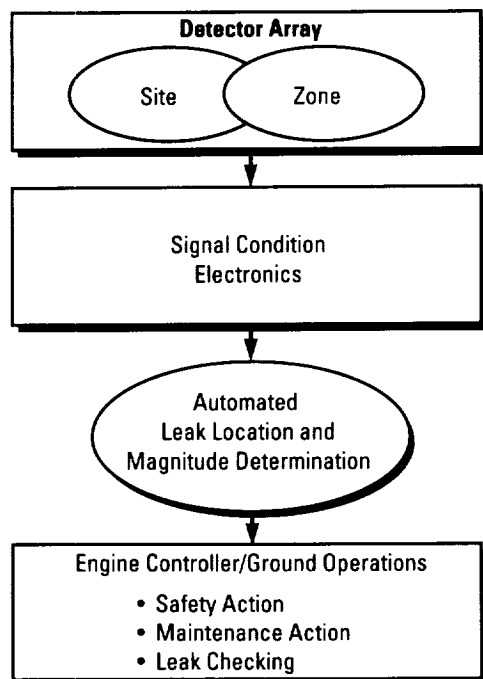 Detector Array
Site
Zone
Signal Condition
Electronics
Automated
Leak Location and
Magnitude Determination
Engine Controller/Ground Operations
• Safety Action
• Maintenance Action
• Leak Checking